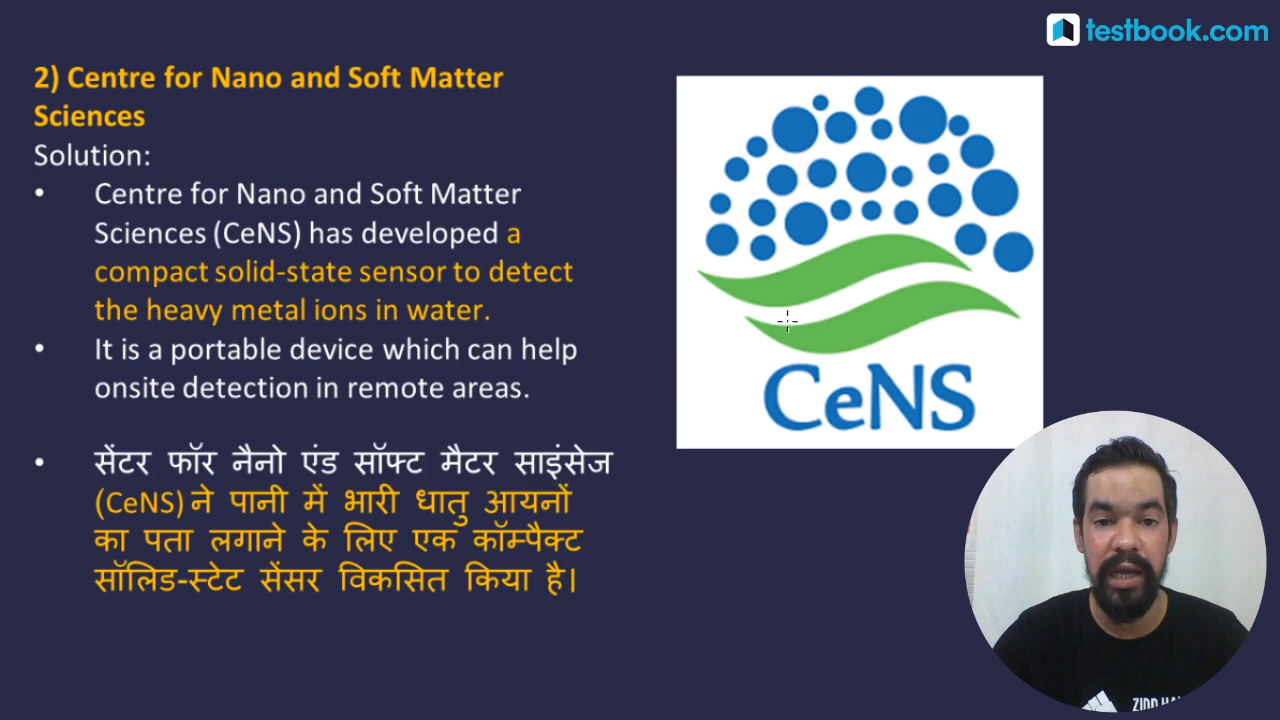 testbook.com
2) Centre for Nano and Soft Matter
Sciences
Solution:
• Centre for Nano and Soft Matter
Sciences (CeNS) has developed a
compact solid-state sensor to detect
the heavy metal ions in water.
• It is a portable device which can help
onsite detection in remote areas.
• सेंटर फॉर नैनो एंड सॉफ्ट मैटर साइंसेज
(CeNS) ने पानी में भारी धातु आयनों
का पता लगाने के लिए एक कॉम्पैक्ट
सॉलिड-स्टेट सेंसर विकसित किया है।
CeNS